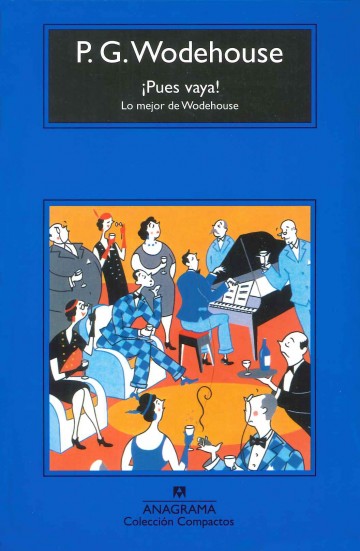 P. G. Wodehouse
¡Pues vaya!
Lo mejor de Wodehouse
ANAGRAMA
Colección Compactos